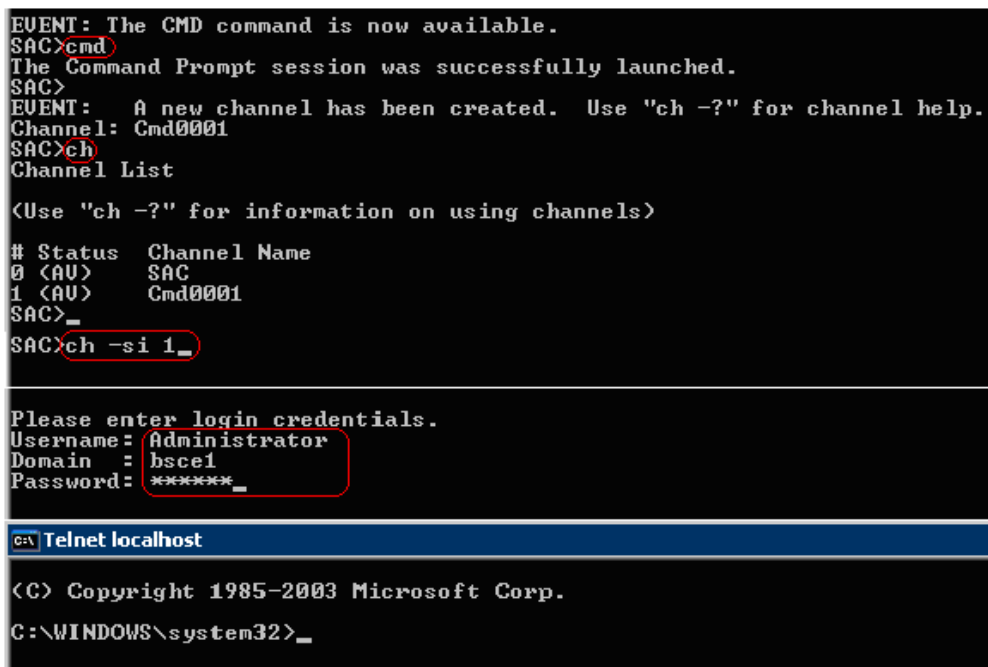 EVENT: The CMD command is now available.
SAC>cmd
The Command Prompt session was successfully launched.
SAC>
EVENT:   A new channel has been created.  Use "ch -?" for channel help.
Channel: Cmd0001
SAC>ch
Channel List

(Use "ch -?" for information on using channels)

# Status  Channel Name
0 (AV)    SAC
1 (AV)    Cmd0001
SAC>_
SAC>ch -si 1_

Please enter login credentials.
Username: Administrator
Domain  : bsce1
Password: ******_
C:\ Telnet localhost
(C) Copyright 1985-2003 Microsoft Corp.

C:\WINDOWS\system32>_